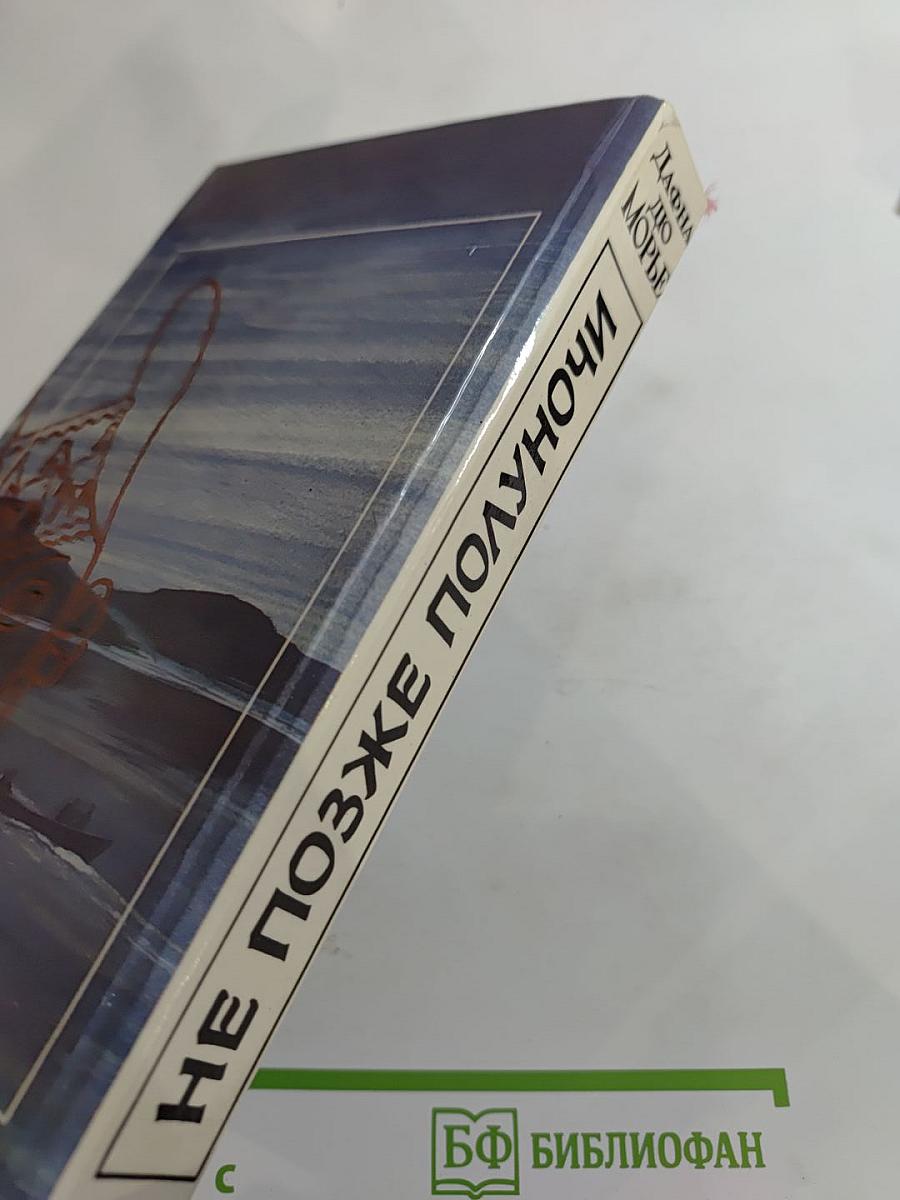 ДАФНА
ДЮ
МОРЬЕ
НЕ ПОЗЖЕ ПОЛУНОЧИ
с
БФ БИБЛИОФАН